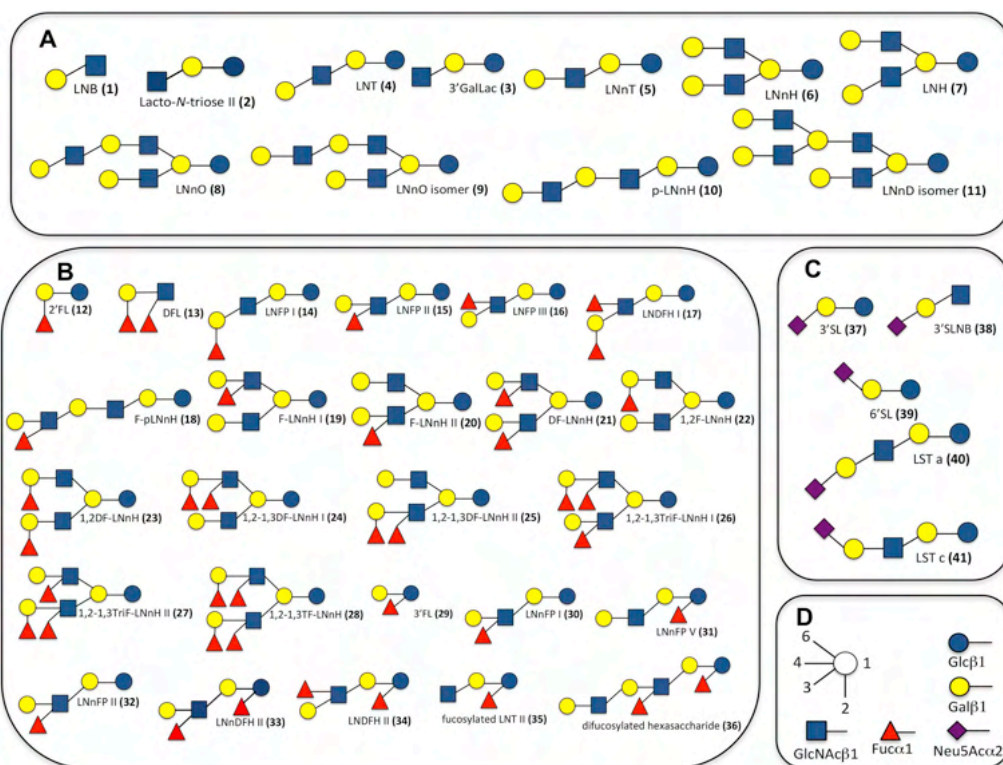 A
LNB (1)
Lacto-N-triose II (2)
LNT (4)
3'GalLac (3)
LNnT (5)
LNnH (6)
LNH (7)
LNnO (8)
LNnO isomer (9)
p-LNnH (10)
LNnD isomer (11)
B
2'FL (12)
DFL (13)
LNFP I (14)
LNFP II (15)
LNFP III (16)
LNDFH I (17)
F-pLNnH (18)
F-LNnH I (19)
F-LNnH II (20)
DF-LNnH (21)
1,2F-LNnH (22)
1,2DF-LNnH (23)
1,2-1,3DF-LNnH I (24)
1,2-1,3DF-LNnH II (25)
1,2-1,3TriF-LNnH I (26)
1,2-1,3TriF-LNnH II (27)
1,2-1,3TF-LNnH (28)
3'FL (29)
LNnFP I (30)
LNnFP V (31)
LNnFP II (32)
LNnDFH II (33)
LNDFH II (34)
fucosylated LNT II (35)
difucosylated hexasaccharide (36)
C
3'SL (37)
3'SLNB (38)
6'SL (39)
LST a (40)
LST c (41)
D
6
4
3
2
1
Glcβ1
Galβ1
GlcNAcβ1
Fucα1
Neu5Acα2